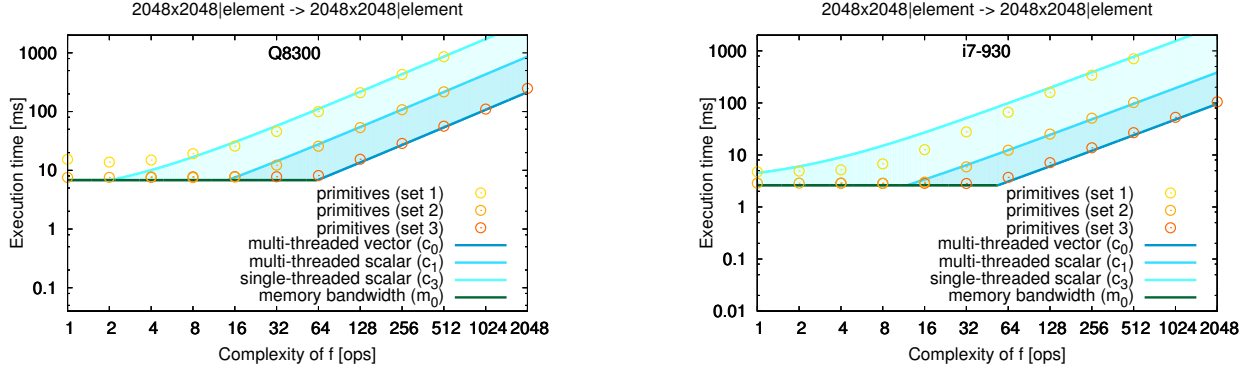 2048x2048|element -> 2048x2048|element
Q8300
Execution time [ms]
1000
100
10
1
0.1
primitives (set 1)
primitives (set 2)
primitives (set 3)
multi-threaded vector (c0)
multi-threaded scalar (c1)
single-threaded scalar (c3)
memory bandwidth (m0)
1 2 4 8 16 32 64 128 256 512 1024 2048
Complexity of f [ops]
2048x2048|element -> 2048x2048|element
i7-930
Execution time [ms]
1000
100
10
1
0.1
0.01
primitives (set 1)
primitives (set 2)
primitives (set 3)
multi-threaded vector (c0)
multi-threaded scalar (c1)
single-threaded scalar (c3)
memory bandwidth (m0)
1 2 4 8 16 32 64 128 256 512 1024 2048
Complexity of f [ops]